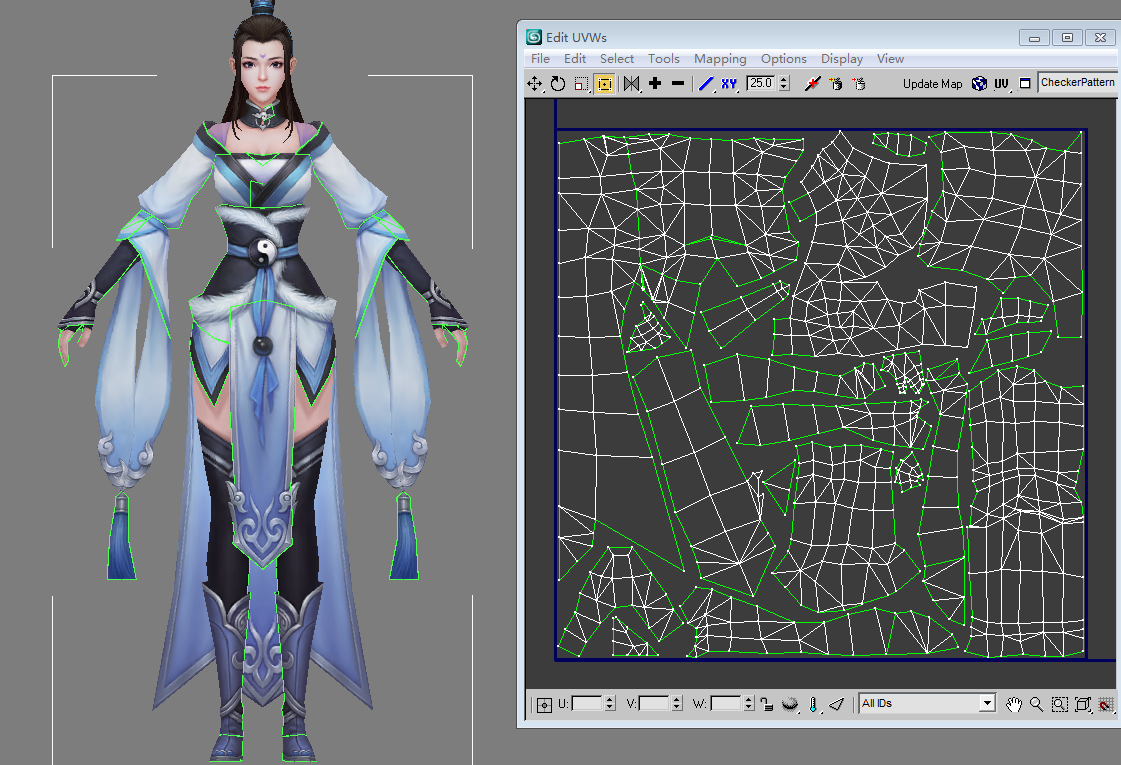 Edit UVWs
File Edit Select Tools Mapping Options Display View
XY 25.0 Update Map UV CheckerPattern
U: V: W: All IDs